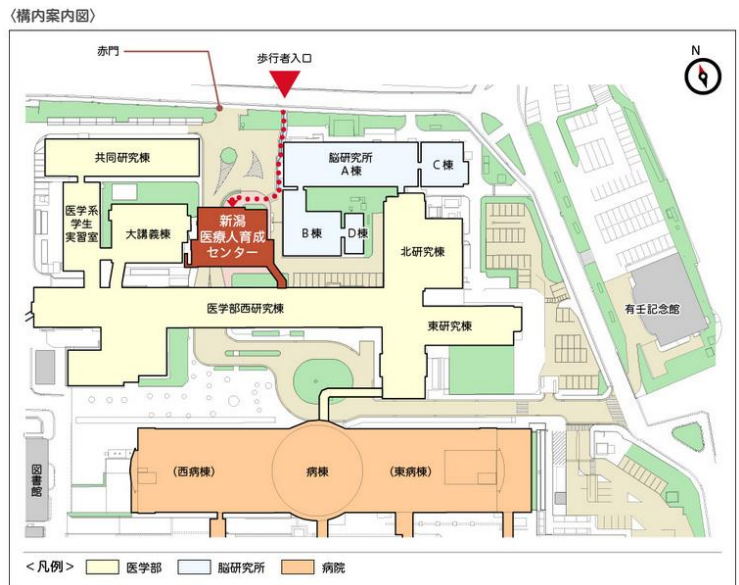 〈構内案内図〉
赤門
歩行者入口
N
共同研究棟
脳研究所
A棟
C棟
医学系
学生
実習室
大講義棟
新潟
医療人育成
センター
B棟
D棟
北研究棟
医学部西研究棟
東研究棟
有壬記念館
図書館
(西病棟)
病棟
(東病棟)
<凡例>
医学部
脳研究所
病院